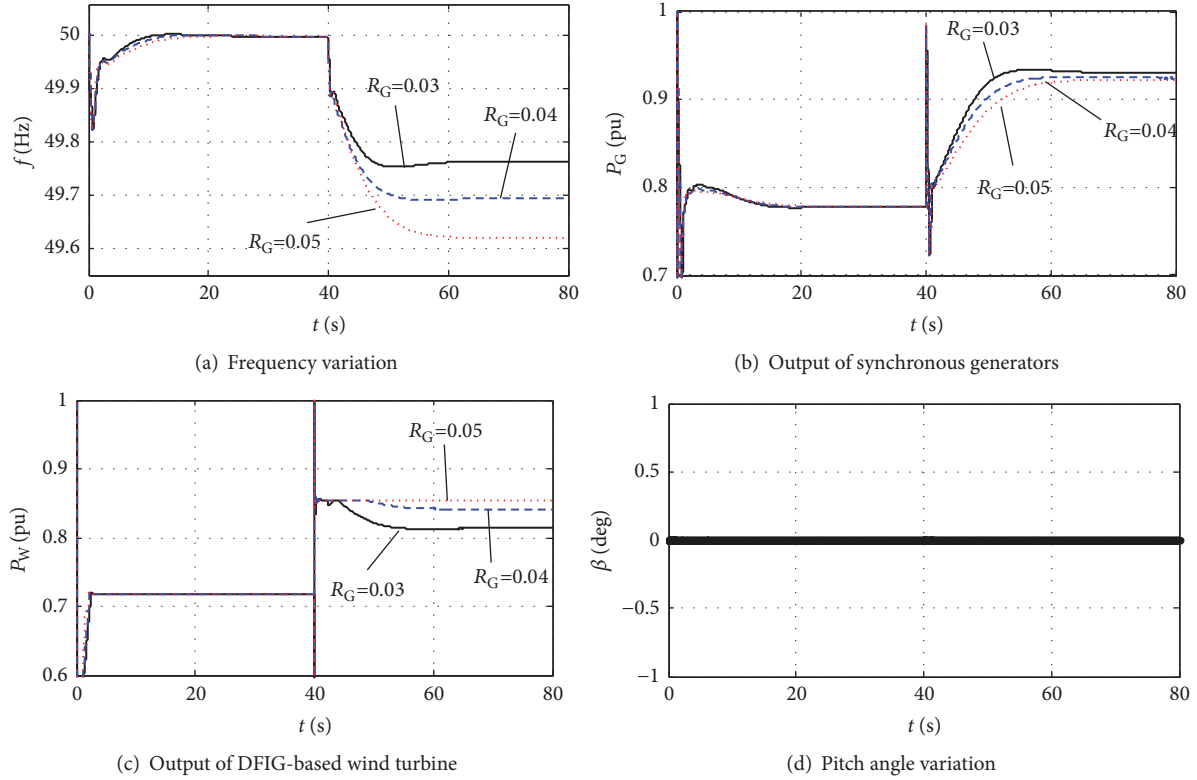 50
49.9
49.8
49.7
49.6
f (Hz)
R_G=0.03
R_G=0.04
R_G=0.05
0 20 40 60 80
t (s)
(a) Frequency variation
1
0.9
0.8
0.7
P_G (pu)
R_G=0.03
R_G=0.04
R_G=0.05
0 20 40 60 80
t (s)
(b) Output of synchronous generators
1
0.9
0.8
0.7
0.6
P_W (pu)
R_G=0.05
R_G=0.03
R_G=0.04
0 20 40 60 80
t (s)
(c) Output of DFIG-based wind turbine
1
0.5
0
−0.5
−1
β (deg)
0 20 40 60 80
t (s)
(d) Pitch angle variation